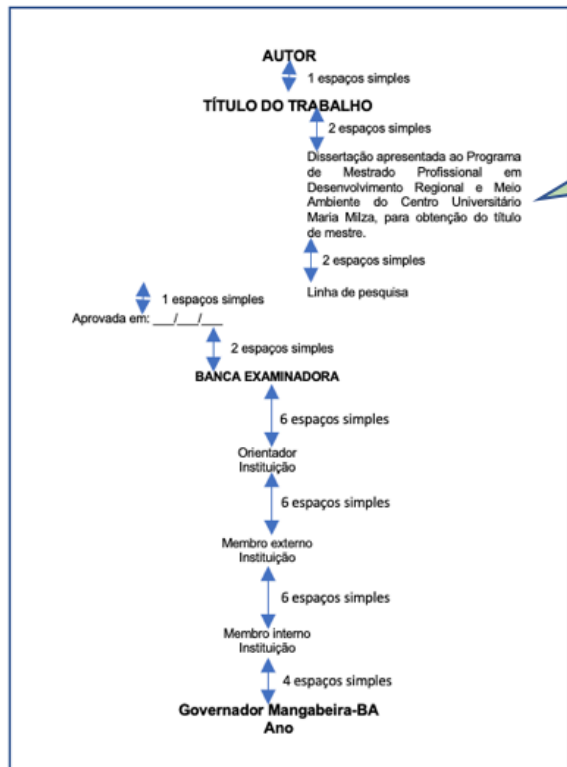 AUTOR
1 espaços simples
TÍTULO DO TRABALHO
2 espaços simples
Dissertação apresentada ao Programa
de Mestrado Profissional em
Desenvolvimento Regional e Meio
Ambiente do Centro Universitário
Maria Milza, para obtenção do título
de mestre.
2 espaços simples
Linha de pesquisa
1 espaços simples
Aprovada em: ___/___/___
2 espaços simples
BANCA EXAMINADORA
6 espaços simples
Orientador
Instituição
6 espaços simples
Membro externo
Instituição
6 espaços simples
Membro interno
Instituição
4 espaços simples
Governador Mangabeira-BA
Ano